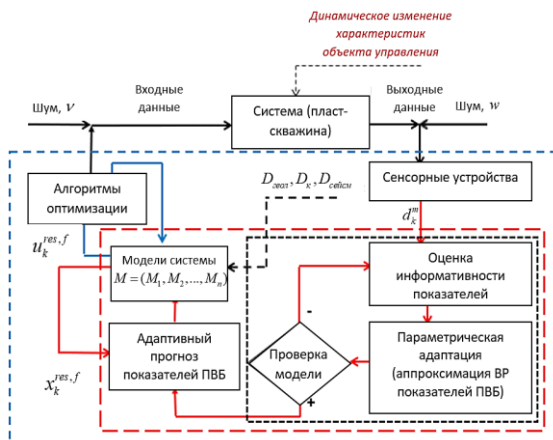 Динамическое изменение
характеристик
объекта управления
Шум, ν
Входные
данные
Система (пласт-
скважина)
Выходные
данные
Шум, w
Алгоритмы
оптимизации
D_геол, D_к, D_сейсм
Сенсорные устройства
d_k^m
u_k^{res,f}
Модели системы
M = (M_1, M_2, ..., M_n)
Оценка
информативности
показателей
-
Адаптивный
прогноз
показателей ПВБ
Проверка
модели
Параметрическая
адаптация
(аппроксимация ВР
показателей ПВБ)
x_k^{res,f}
+